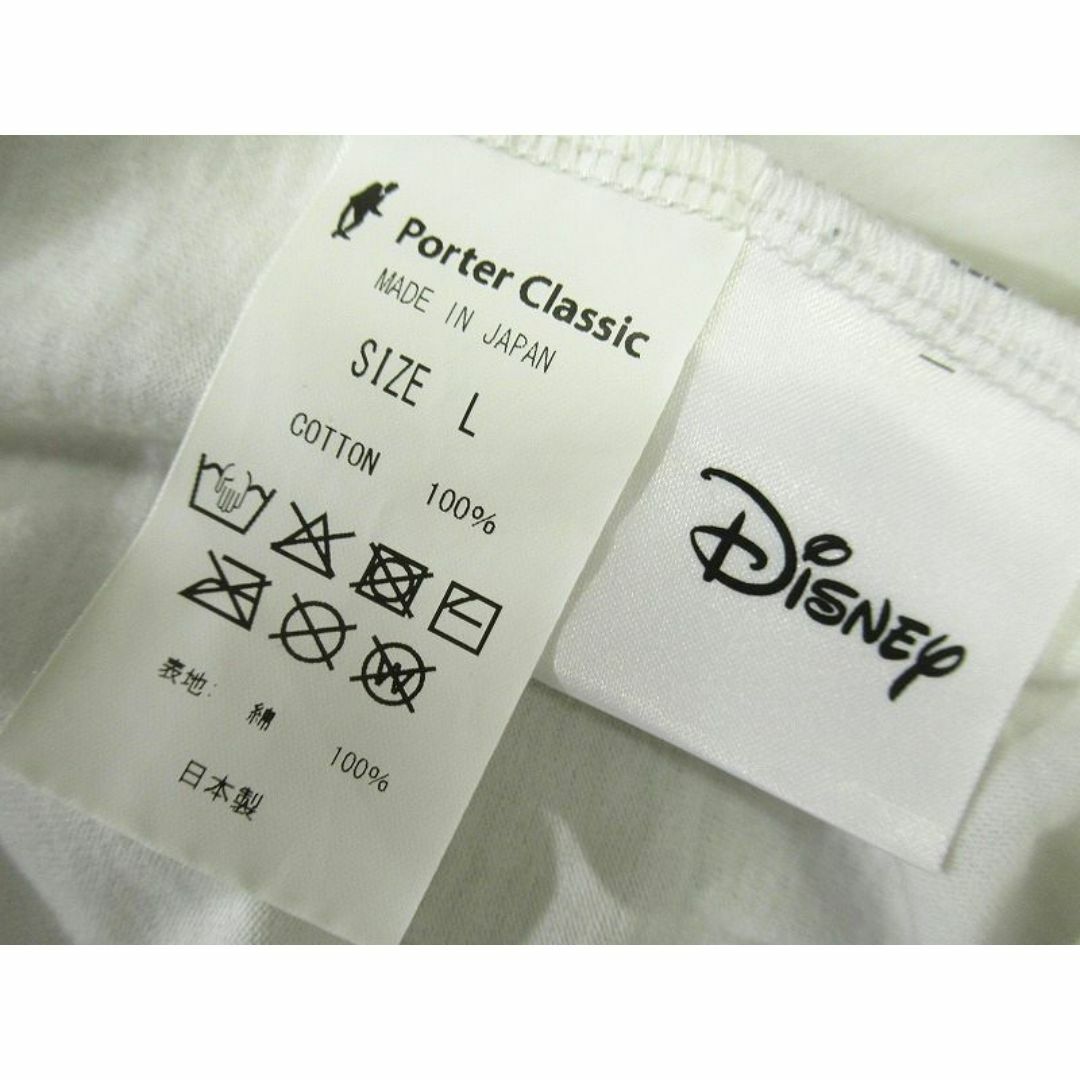 Porter Classic
MADE IN JAPAN
SIZE L
COTTON 100%
表地: 綿 100%
日本製
Disney